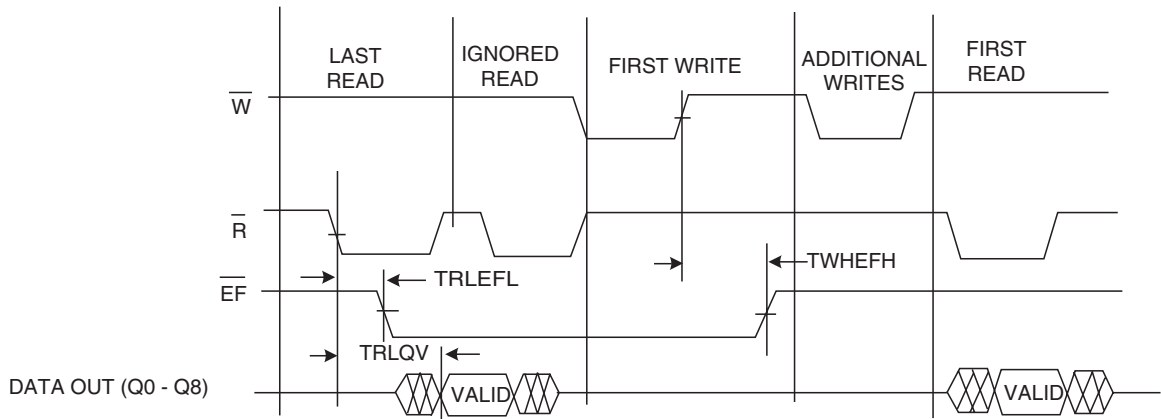 LAST
READ
IGNORED
READ
FIRST WRITE
ADDITIONAL
WRITES
FIRST
READ
W
R
TRLEFL
TWHEFH
EF
TRLQV
DATA OUT (Q0 - Q8)
VALID
VALID